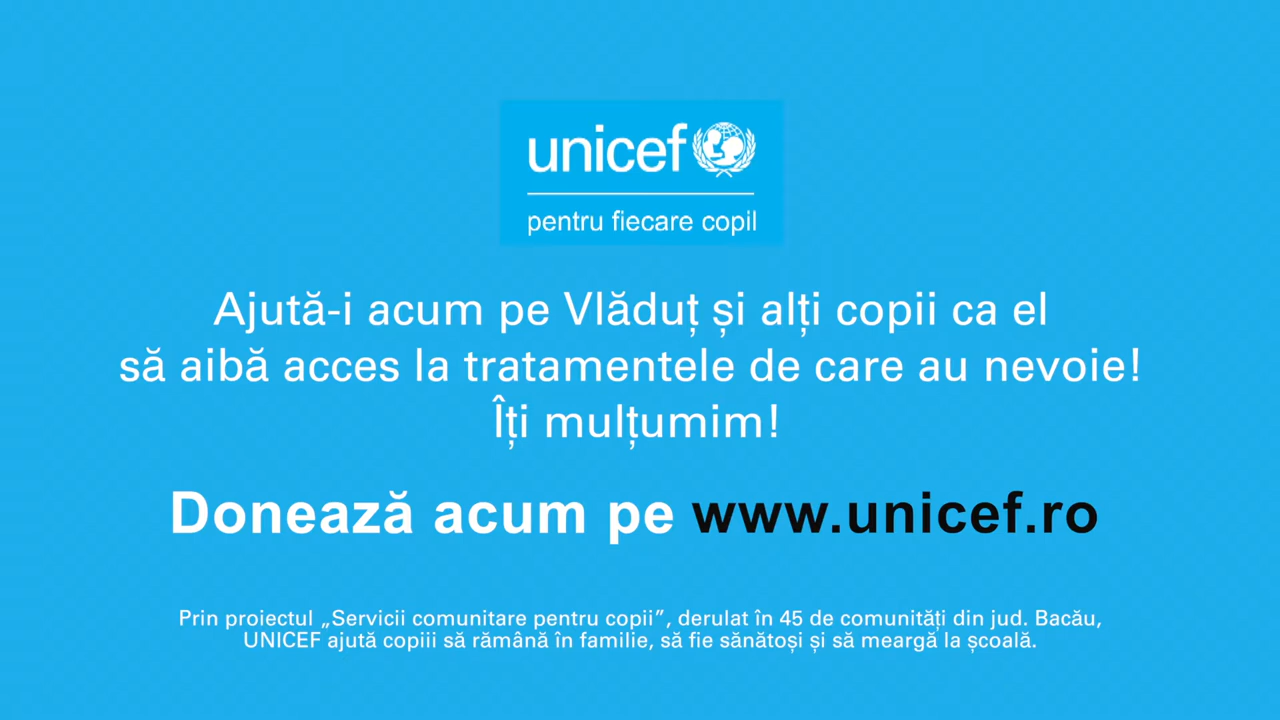 unicef
pentru fiecare copil
Ajută-i acum pe Vlăduț și alți copii ca el
să aibă acces la tratamentele de care au nevoie!
Îți mulțumim!
Donează acum pe www.unicef.ro
Prin proiectul „Servicii comunitare pentru copii”, derulat în 45 de comunități din jud. Bacău,
UNICEF ajută copiii să rămână în familie, să fie sănătoși și să meargă la școală.